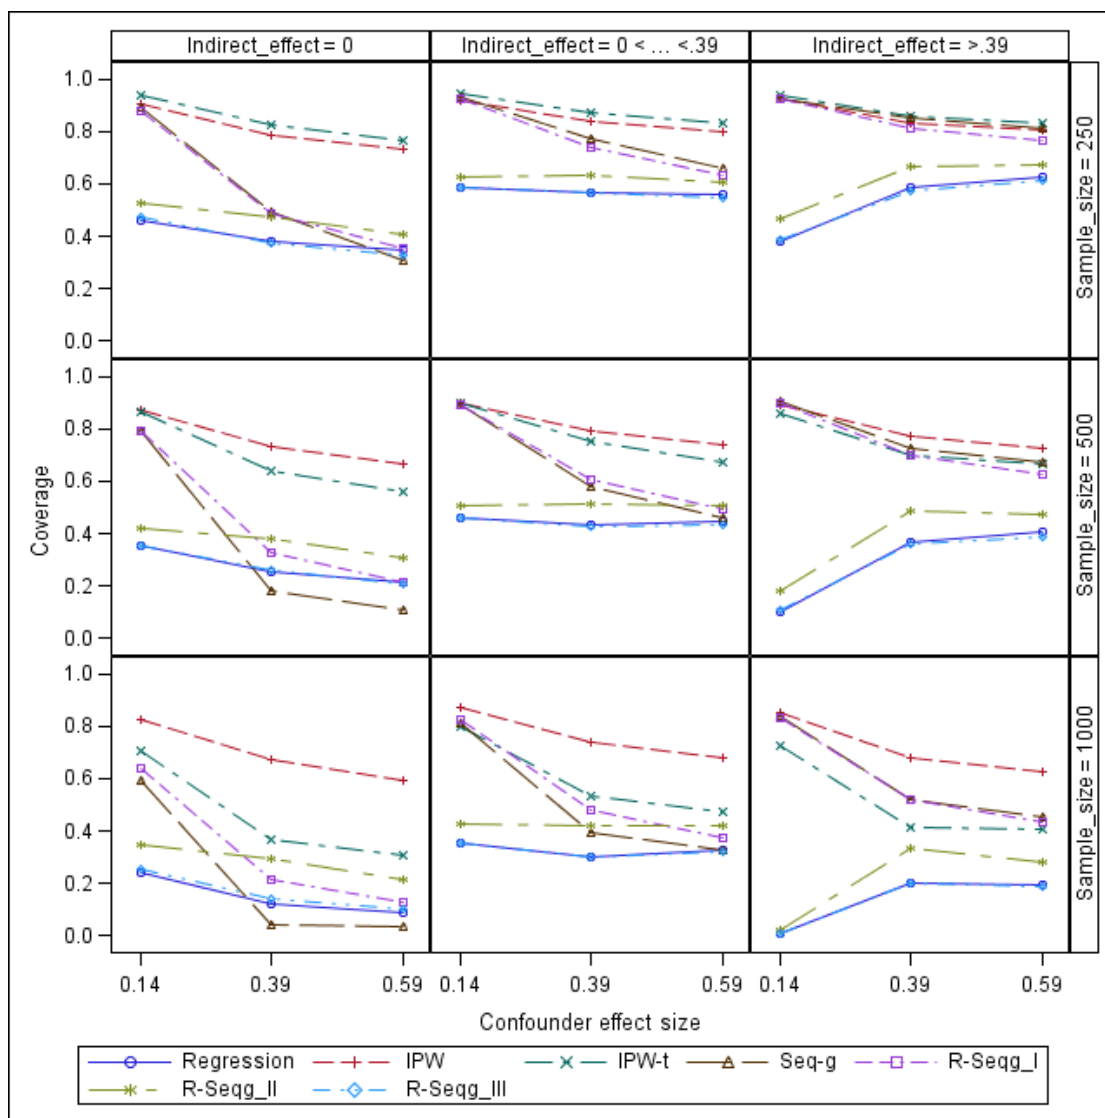 Indirect_effect = 0 Indirect_effect = 0 < ... <.39 Indirect_effect = >.39
1.0
0.8
0.6
0.4
0.2
0.0
Sample_size = 250
1.0
0.8
0.6
0.4
0.2
0.0
Sample_size = 500
Coverage
1.0
0.8
0.6
0.4
0.2
0.0
Sample_size = 1000
0.14 0.39 0.59 0.14 0.39 0.59 0.14 0.39 0.59
Confounder effect size
Regression IPW IPW-t Seq-g R-Seqg_I
R-Seqg_II R-Seqg_III